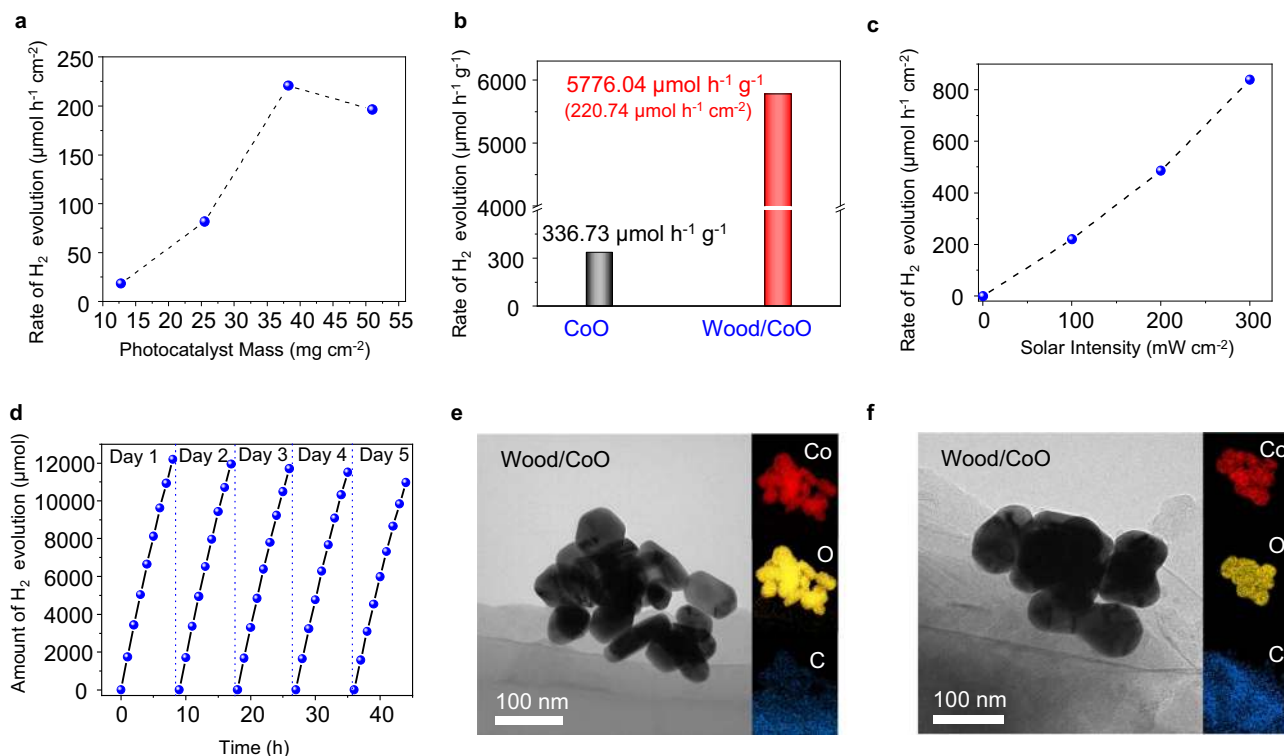 a
Rate of H2 evolution (μmol h-1 cm-2)
250
200
150
100
50
0
10 15 20 25 30 35 40 45 50 55
Photocatalyst Mass (mg cm-2)
b
Rate of H2 evolution (μmol h-1 g-1)
6000
5000
4000
300
0
5776.04 μmol h-1 g-1
(220.74 μmol h-1 cm-2)
336.73 μmol h-1 g-1
CoO Wood/CoO
c
Rate of H2 evolution (μmol h-1 cm-2)
800
600
400
200
0
0 100 200 300
Solar Intensity (mW cm-2)
d
Amount of H2 evolution (μmol)
12000
10000
8000
6000
4000
2000
0
Day 1 Day 2 Day 3 Day 4 Day 5
0 10 20 30 40
Time (h)
e
Wood/CoO
100 nm
Co
O
C
f
Wood/CoO
100 nm
Co
O
C